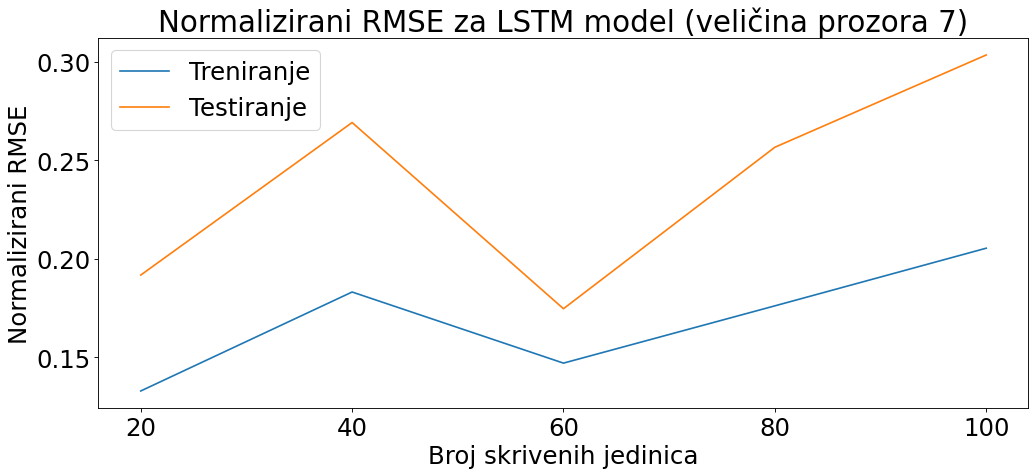 Normalizirani RMSE za LSTM model (veličina prozora 7)
Treniranje
Testiranje
Normalizirani RMSE
0.30
0.25
0.20
0.15
20 40 60 80 100
Broj skrivenih jedinica